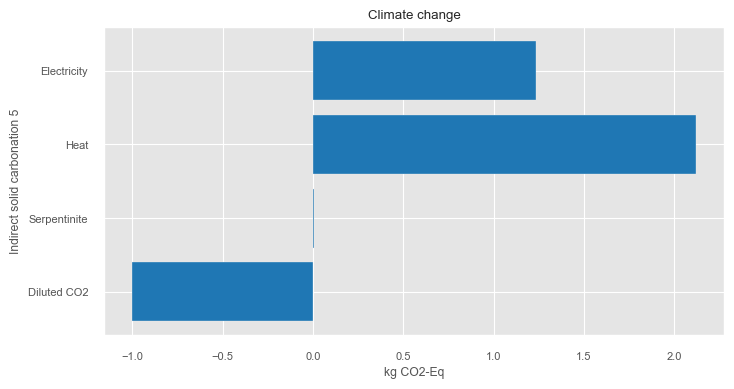 Climate change
Indirect solid carbonation 5
Electricity
Heat
Serpentinite
Diluted CO2
−1.0 −0.5 0.0 0.5 1.0 1.5 2.0
kg CO2-Eq